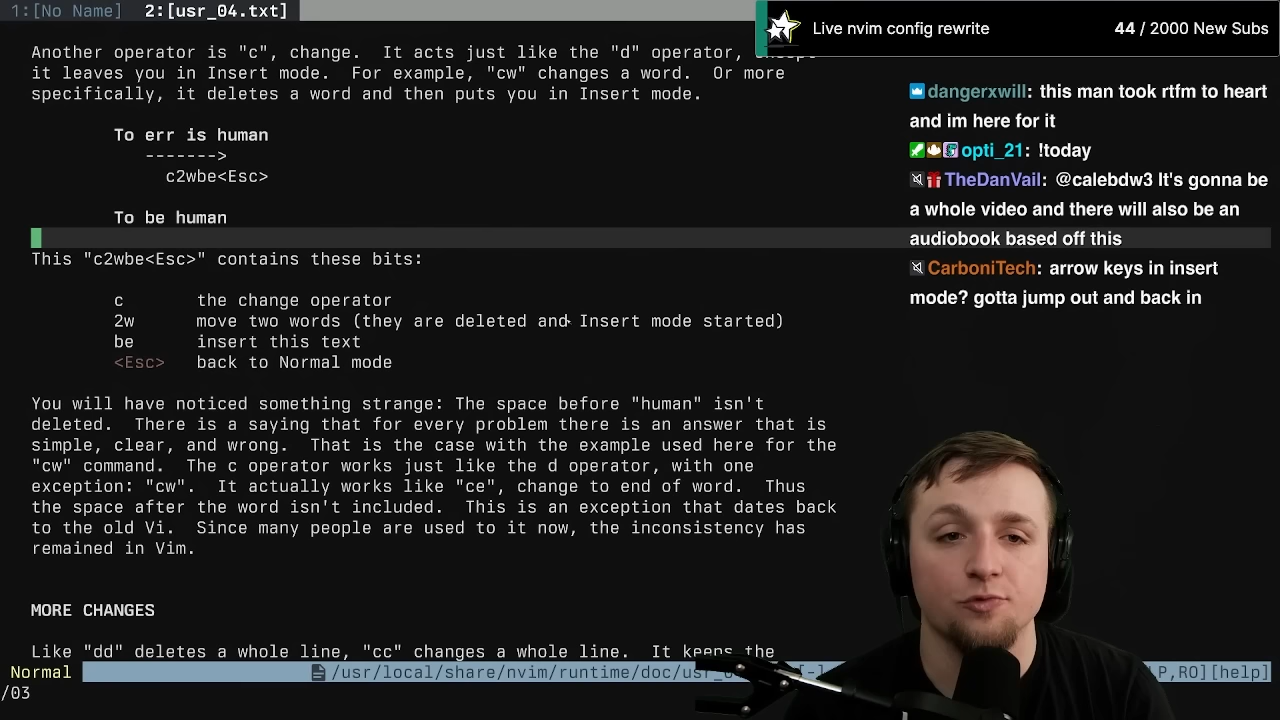 1:[No Name]  2:[usr_04.txt]
Live nvim config rewrite
44 / 2000 New Subs
Another operator is "c", change.  It acts just like the "d" operator,
it leaves you in Insert mode.  For example, "cw" changes a word.  Or more
specifically, it deletes a word and then puts you in Insert mode.
To err is human
------->
c2wbe<Esc>
To be human
This "c2wbe<Esc>" contains these bits:
c the change operator
2w move two words (they are deleted and Insert mode started)
be insert this text
<Esc> back to Normal mode
You will have noticed something strange: The space before "human" isn't
deleted.  There is a saying that for every problem there is an answer that is
simple, clear, and wrong.  That is the case with the example used here for the
"cw" command.  The c operator works just like the d operator, with one
exception: "cw".  It actually works like "ce", change to end of word.  Thus
the space after the word isn't included.  This is an exception that dates back
to the old Vi.  Since many people are used to it now, the inconsistency has
remained in Vim.
MORE CHANGES
Like "dd" deletes a whole line, "cc" changes a whole line.  It keeps the
Normal
/usr/local/share/nvim/runtime/doc/usr_
[-]
P,RO][help]
/03
dangerxwill: this man took rtfm to heart
and im here for it
opti_21: !today
TheDanVail: @calebdw3 It's gonna be
a whole video and there will also be an
audiobook based off this
CarboniTech: arrow keys in insert
mode? gotta jump out and back in